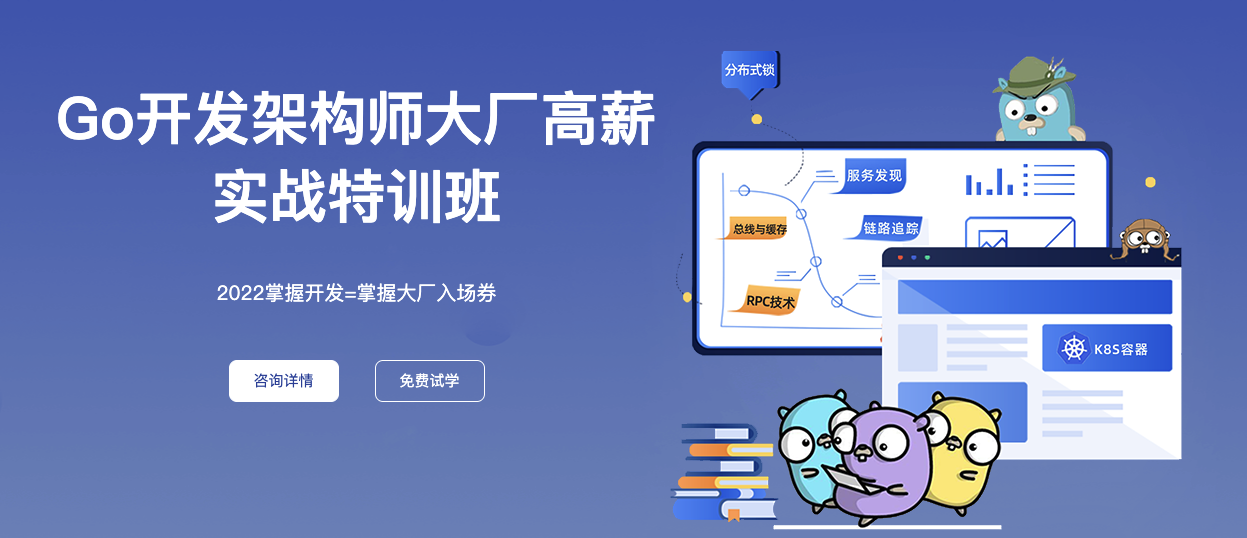 Go开发架构师大厂高薪
实战特训班
2022掌握开发=掌握大厂入场券
咨询详情
免费试学
分布式锁
服务发现
总线与缓存
链路追踪
RPC技术
K8S容器